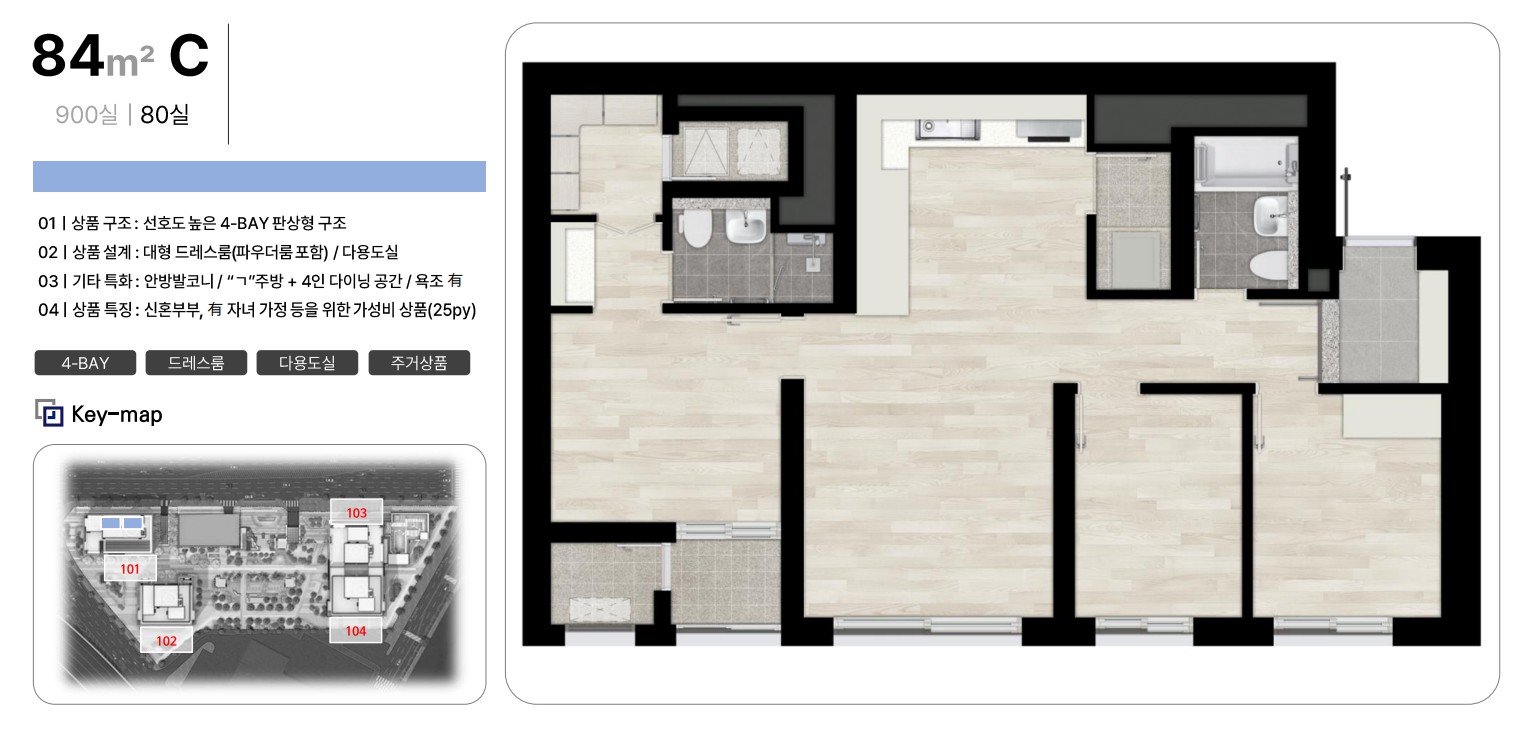 84m² C
900실 | 80실
01 | 상품 구조 : 선호도 높은 4-BAY 판상형 구조
02 | 상품 설계 : 대형 드레스룸(파우더룸 포함) / 다용도실
03 | 기타 특화 : 안방발코니 / “ㄱ”주방 + 4인 다이닝 공간 / 욕조 有
04 | 상품 특징 : 신혼부부, 有 자녀 가정 등을 위한 가성비 상품(25py)
4-BAY 드레스룸 다용도실 주거상품
Key-map
103
101
104
102